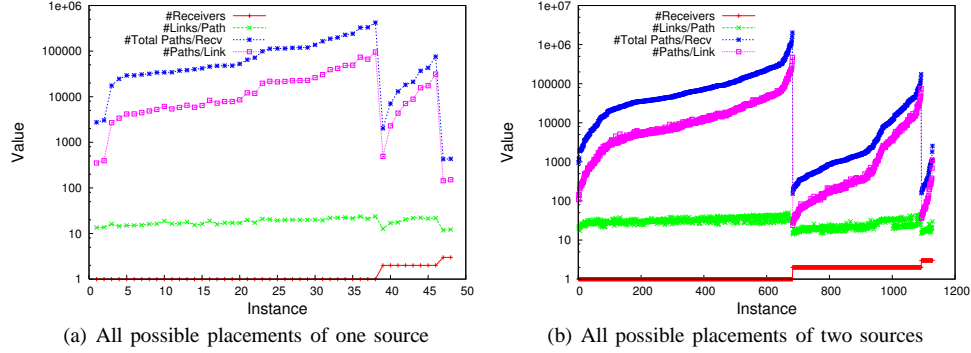 #Receivers
#Links/Path
#Total Paths/Recv
#Paths/Link
1e+06
100000
10000
1000
100
10
1
Value
0 5 10 15 20 25 30 35 40 45 50
Instance
(a) All possible placements of one source
#Receivers
#Links/Path
#Total Paths/Recv
#Paths/Link
1e+07
1e+06
100000
10000
1000
100
10
1
Value
0 200 400 600 800 1000 1200
Instance
(b) All possible placements of two sources